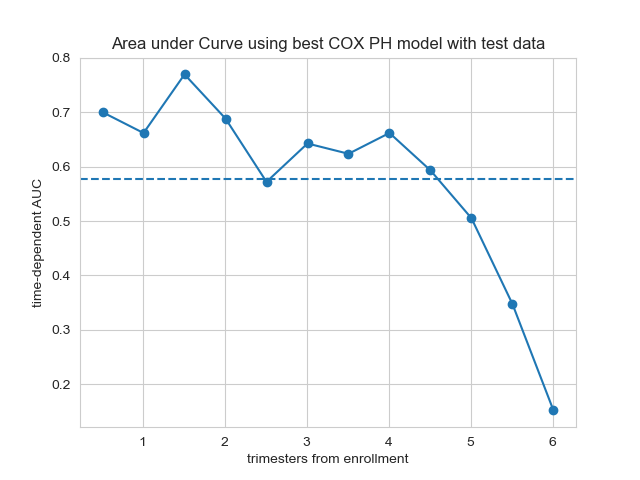 Area under Curve using best COX PH model with test data
0.8
0.7
0.6
0.5
0.4
0.3
0.2
time-dependent AUC
1 2 3 4 5 6
trimesters from enrollment